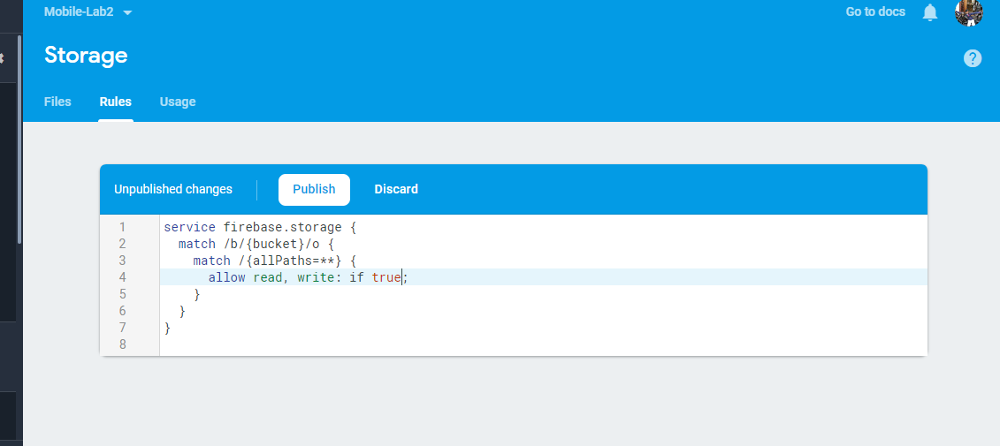 Mobile-Lab2
Go to docs
Storage
Files Rules Usage
Unpublished changes Publish Discard
1 service firebase.storage {
2 match /b/{bucket}/o {
3 match /{allPaths=**} {
4 allow read, write: if true;
5 }
6 }
7 }
8